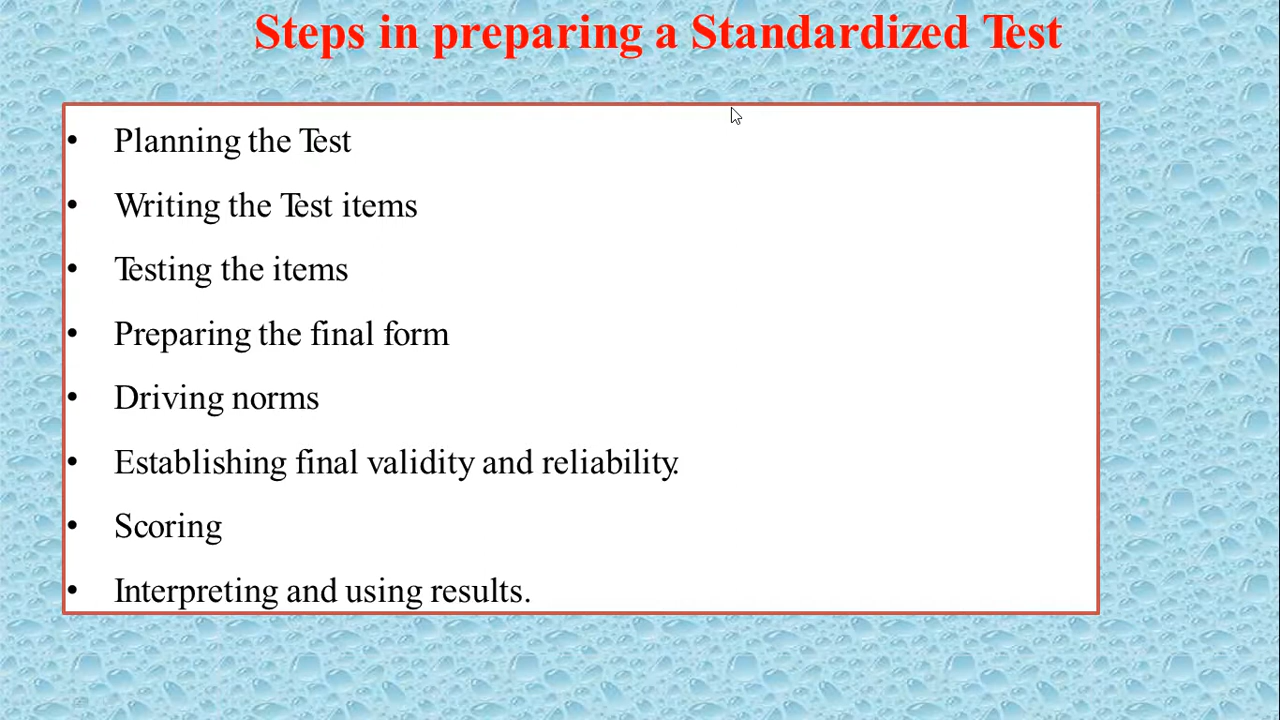 Steps in preparing a Standardized Test
• Planning the Test
• Writing the Test items
• Testing the items
• Preparing the final form
• Driving norms
• Establishing final validity and reliability.
• Scoring
• Interpreting and using results.